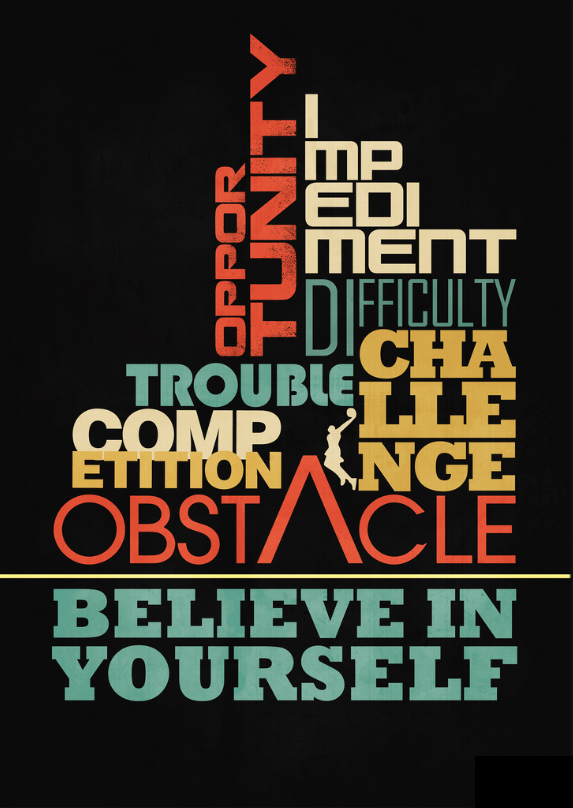 OPPOR
TUNITY
I
MP
EDI
MENT
DIFFICULTY
CHA
LLE
NGE
TROUBLE
COMP
ETITION
OBSTACLE
BELIEVE IN
YOURSELF